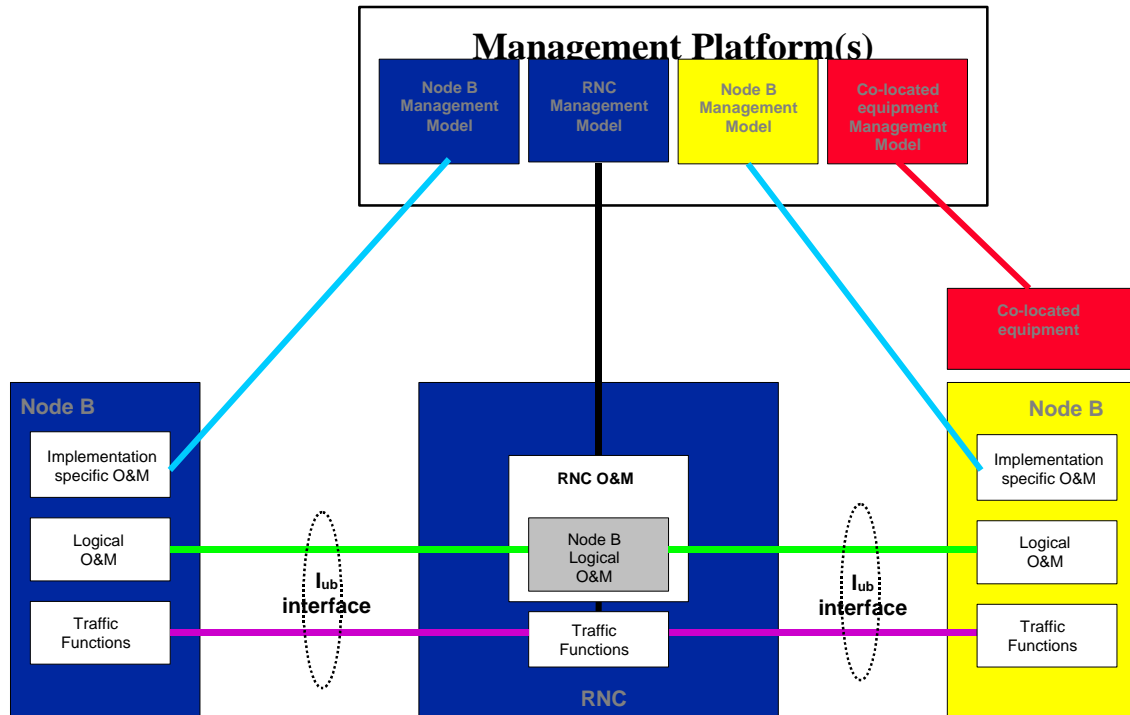 Management Platform(s)
Node B
Management
Model
RNC
Management
Model
Node B
Management
Model
Co-located
equipment
Management
Model
Co-located
equipment
Node B
Implementation
specific O&M
Logical
O&M
Traffic
Functions
Iub
interface
RNC O&M
Node B
Logical
O&M
Traffic
Functions
RNC
Iub
interface
Node B
Implementation
specific O&M
Logical
O&M
Traffic
Functions